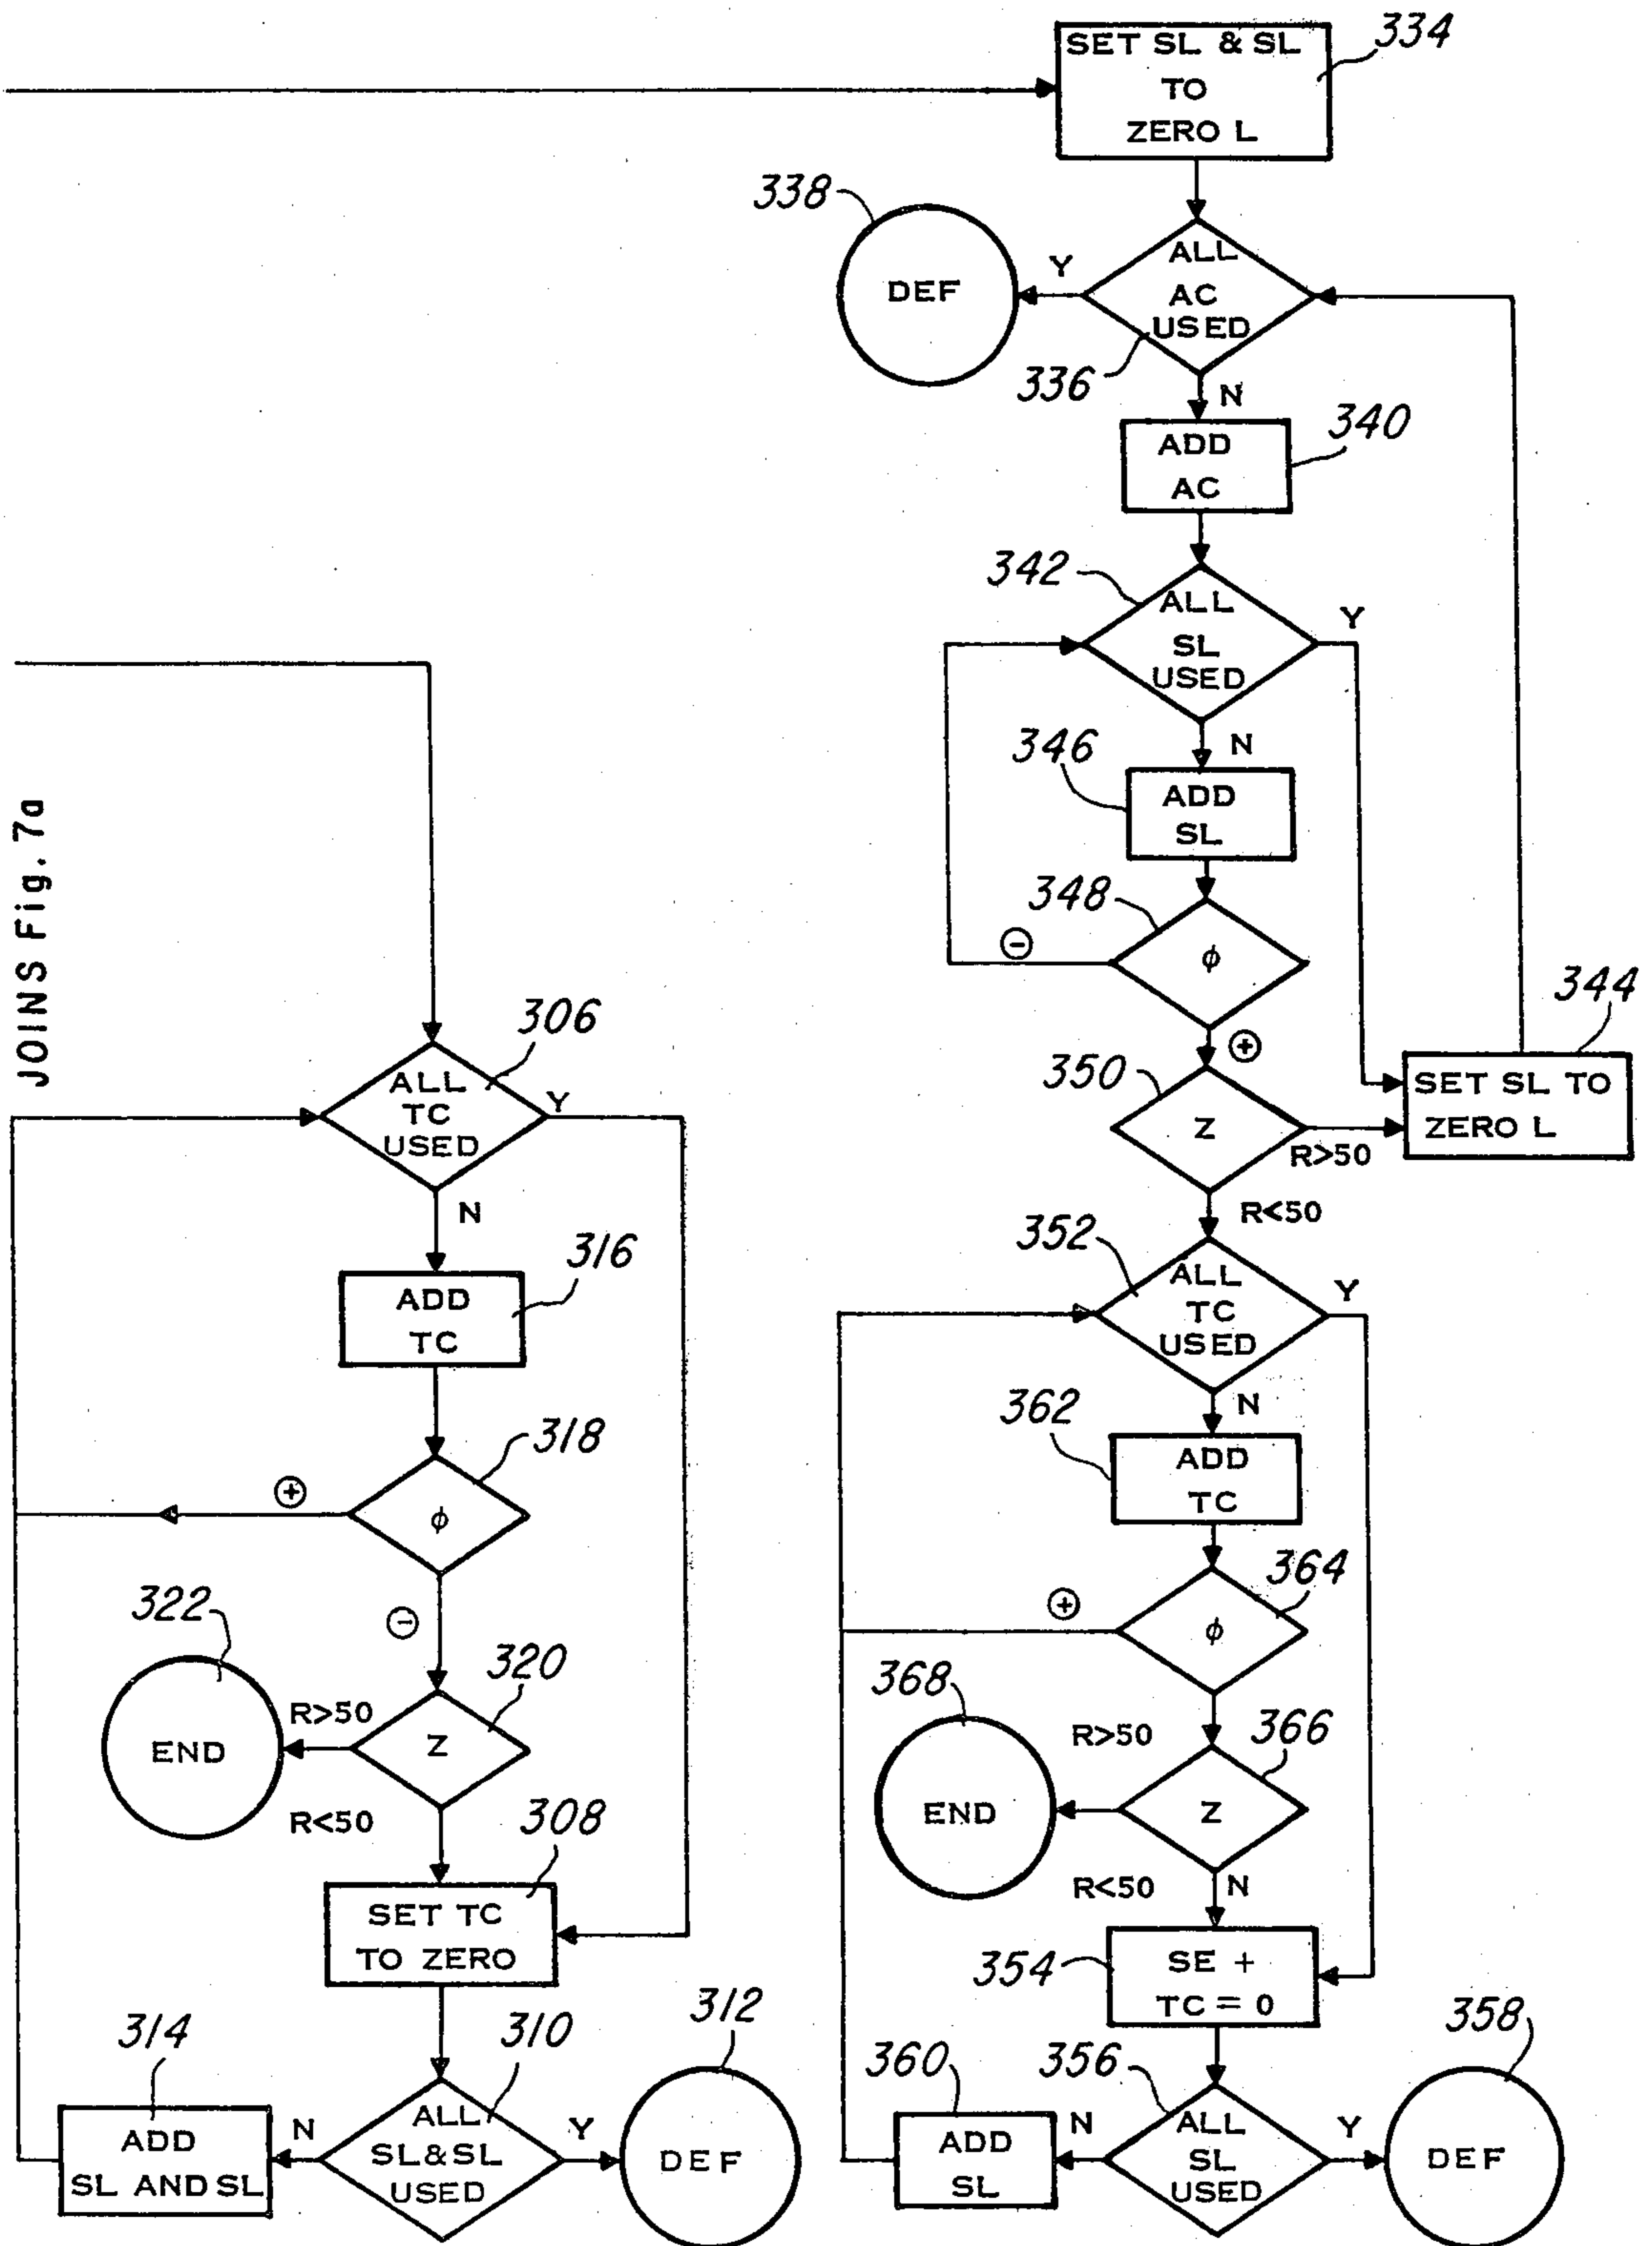 SET SL & SL
TO
ZERO L
334
338
DEF
Y
ALL
AC
USED
336
N
340
ADD
AC
342
ALL
SL
USED
Y
N
346
ADD
SL
348
ϕ
⊖
⊕
344
SET SL TO
ZERO L
350
Z
R>50
R<50
352
ALL
TC
USED
Y
N
362
ADD
TC
364
ϕ
⊕
368
END
R>50
366
Z
R<50
N
354
SE +
TC = 0
360
ADD
SL
N
356
ALL
SL
USED
Y
358
DEF
JOINS Fig. 7a
306
ALL
TC
USED
Y
N
316
ADD
TC
318
ϕ
⊕
⊖
322
END
R>50
320
Z
R<50
308
SET TC
TO ZERO
314
ADD
SL AND SL
N
310
ALL
SL & SL
USED
Y
312
DEF